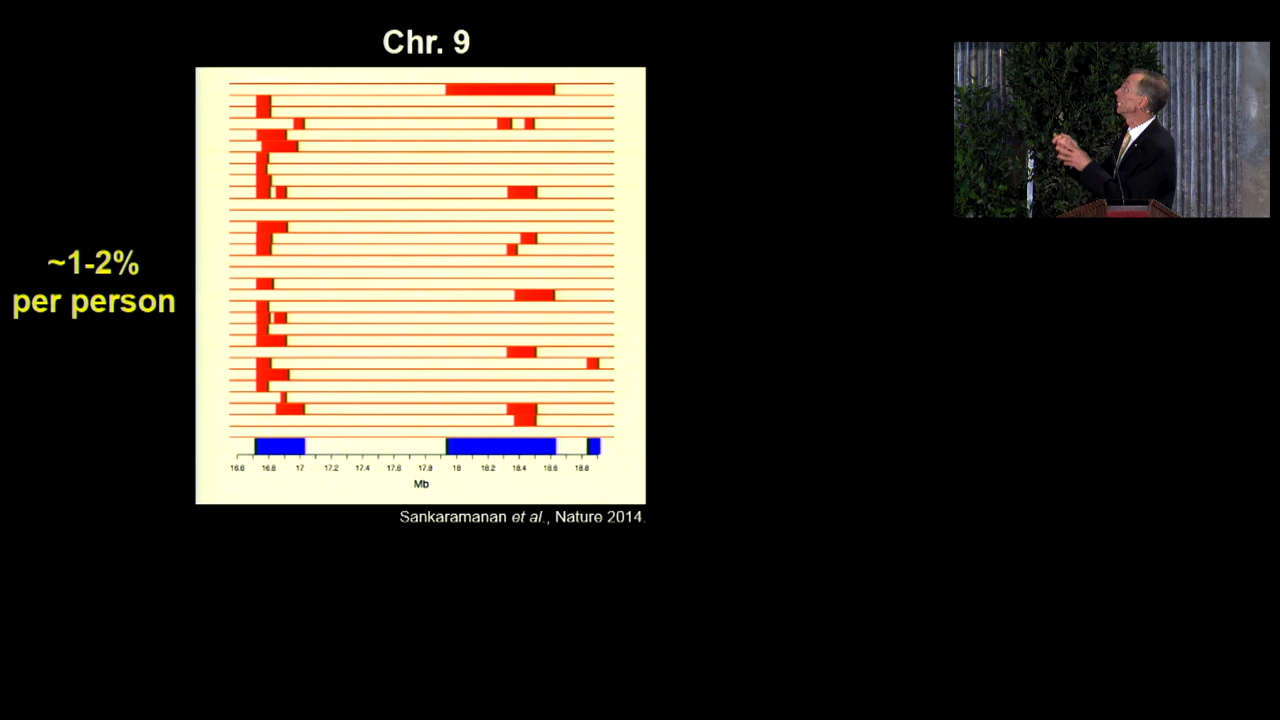 Chr. 9
~1-2%
per person
16.6 16.8 17 17.2 17.4 17.6 17.8 18 18.2 18.4 18.6 18.8
Mb
Sankaramanan et al., Nature 2014.